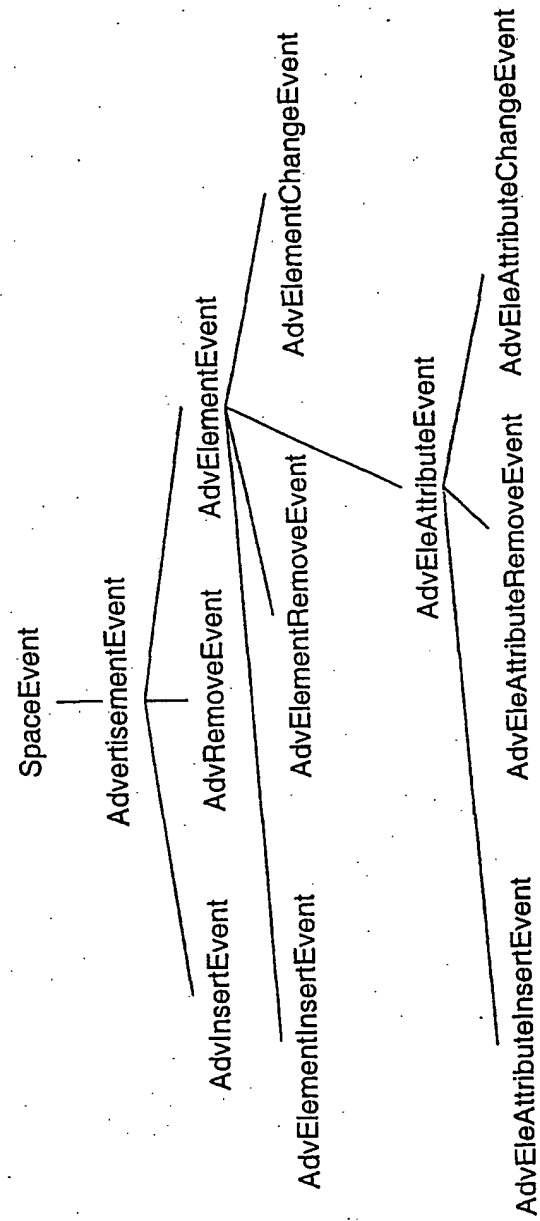 SpaceEvent
AdvertisementEvent
AdvInsertEvent
AdvRemoveEvent
AdvElementEvent
AdvElementInsertEvent
AdvElementRemoveEvent
AdvElementChangeEvent
AdvEleAttributeEvent
AdvEleAttributeInsertEvent
AdvEleAttributeRemoveEvent
AdvEleAttributeChangeEvent